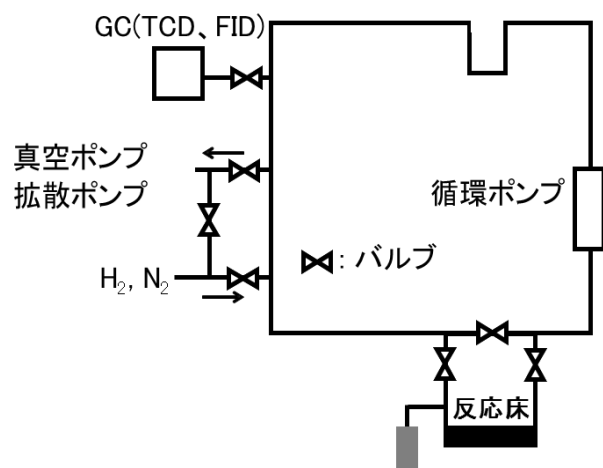 GC(TCD、FID)
真空ポンプ
拡散ポンプ
循環ポンプ
: バルブ
H₂, N₂
反応床